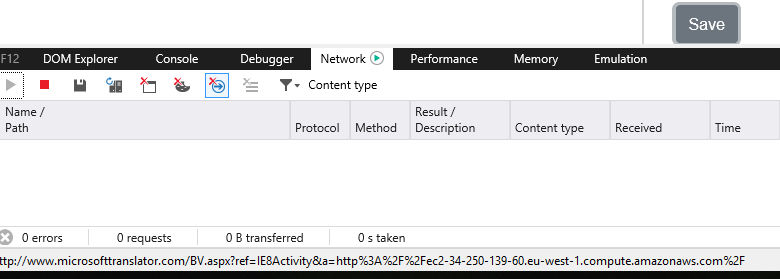 Save
F12 DOM Explorer Console Debugger Network Performance Memory Emulation
Content type
Name /
Path Protocol Method Result /
Description Content type Received Time
0 errors 0 requests 0 B transferred 0 s taken
ttp://www.microsofttranslator.com/BV.aspx?ref=IE8Activity&a=http%3A%2F%2Fec2-34-250-139-60.eu-west-1.compute.amazonaws.com%2F